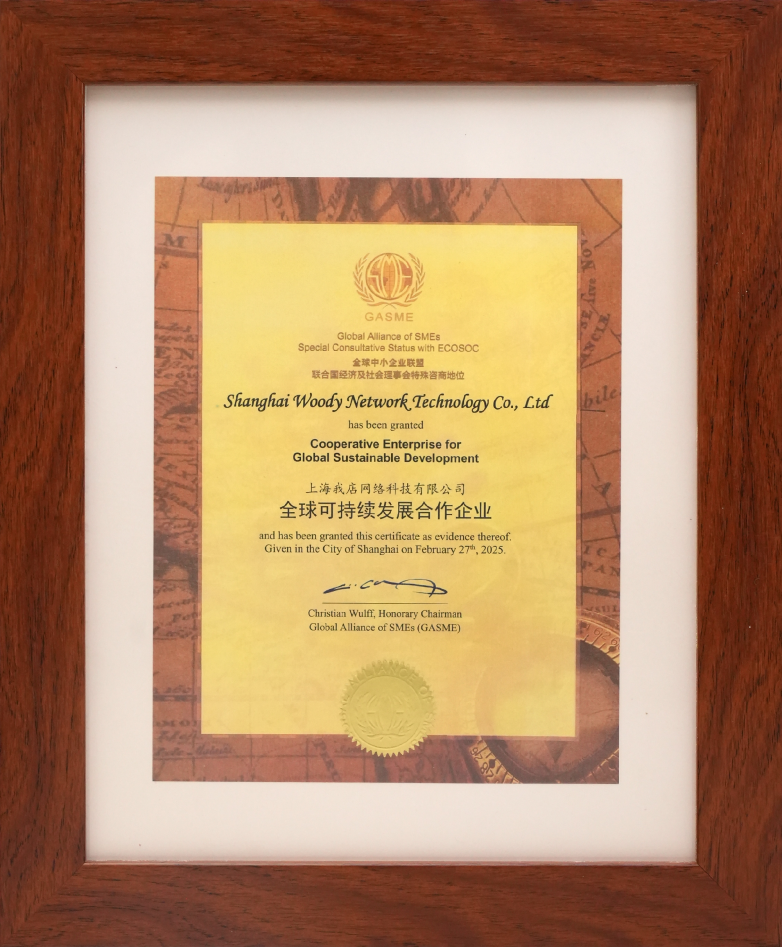 GASME
Global Alliance of SMEs
Special Consultative Status with ECOSOC
全球中小企业联盟
联合国经济及社会理事会特殊咨商地位
Shanghai Woody Network Technology Co., Ltd
has been granted
Cooperative Enterprise for
Global Sustainable Development
上海我店网络科技有限公司
全球可持续发展合作企业
and has been granted this certificate as evidence thereof.
Given in the City of Shanghai on February 27th, 2025.
Christian Wulff, Honorary Chairman
Global Alliance of SMEs (GASME)